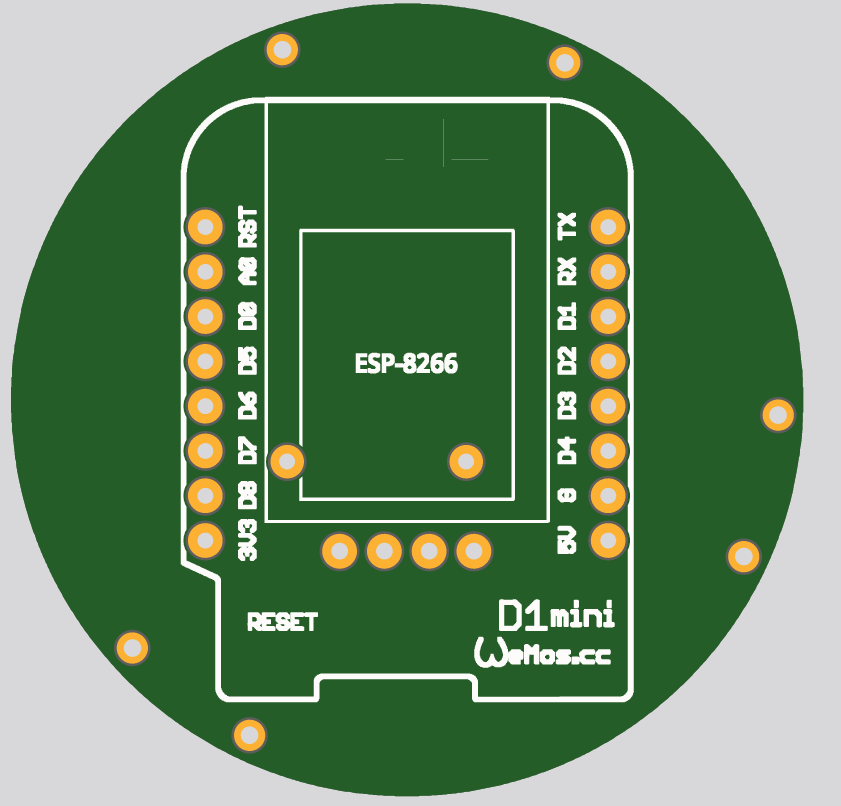 RST
A0
D0
D5
D6
D7
D8
3V3
TX
RX
D1
D2
D3
D4
G
5V
ESP-8266
RESET
D1mini
WeMos.cc